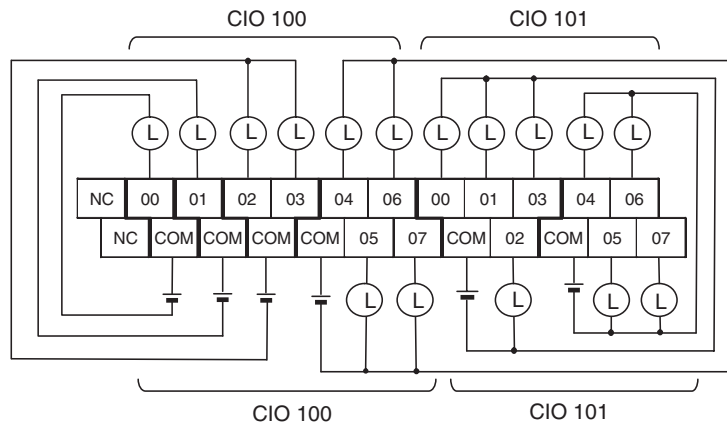 CIO 100 CIO 101
L L L L L L L L L L L
NC 00 01 02 03 04 06 00 01 03 04 06
NC COM COM COM COM 05 07 COM 02 COM 05 07
L L L L L
CIO 100 CIO 101